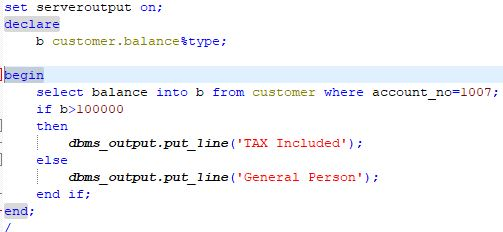 set serveroutput on;
declare
b customer.balance%type;
begin
select balance into b from customer where account_no=1007;
if b>100000
then
dbms_output.put_line('TAX Included');
else
dbms_output.put_line('General Person');
end if;
end;
/